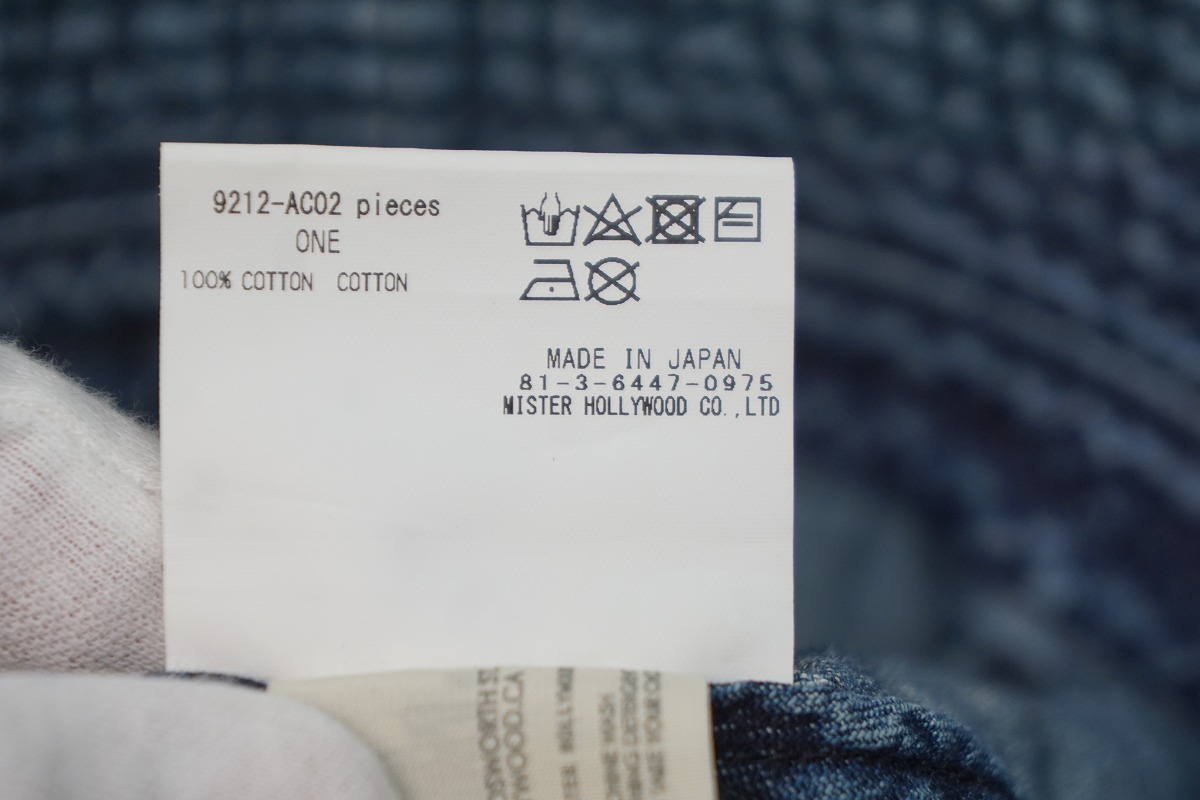 9212-AC02 pieces
ONE
100% COTTON COTTON
MADE IN JAPAN
81-3-6447-0975
MISTER HOLLYWOOD CO.,LTD